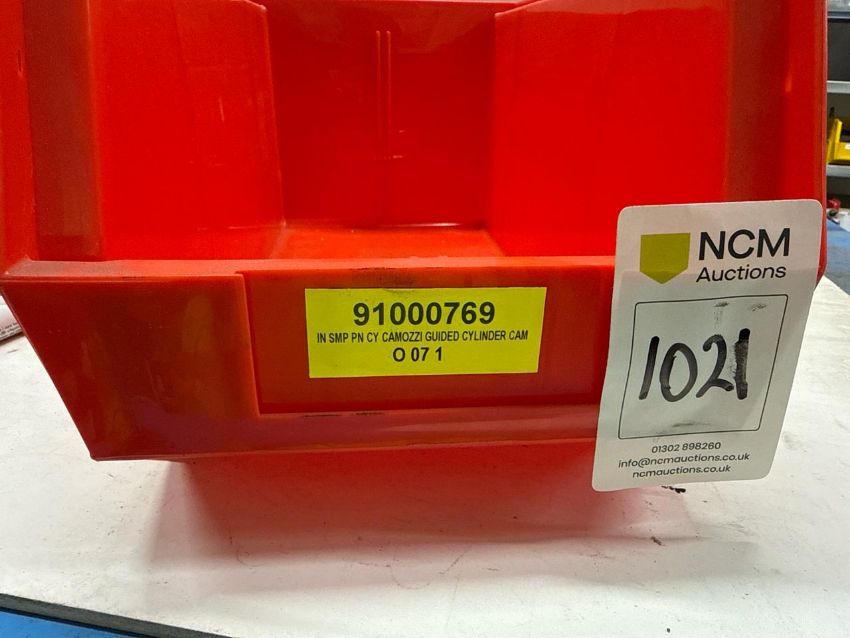 91000769
IN SMP PN CY CAMOZZI GUIDED CYLINDER CAM
O 07 1
NCM
Auctions
1021
01302 898260
info@ncmauctions.co.uk
ncmauctions.co.uk